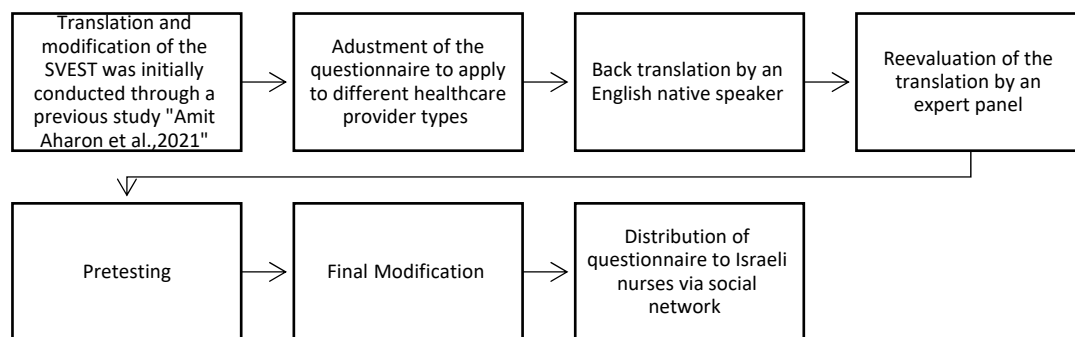 Translation and
modification of the
SVEST was initially
conducted through a
previous study "Amit
Aharon et al.,2021"
Adustment of the
questionnaire to apply
to different healthcare
provider types
Back translation by an
English native speaker
Reevaluation of the
translation by an
expert panel
Pretesting
Final Modification
Distribution of
questionnaire to Israeli
nurses via social
network